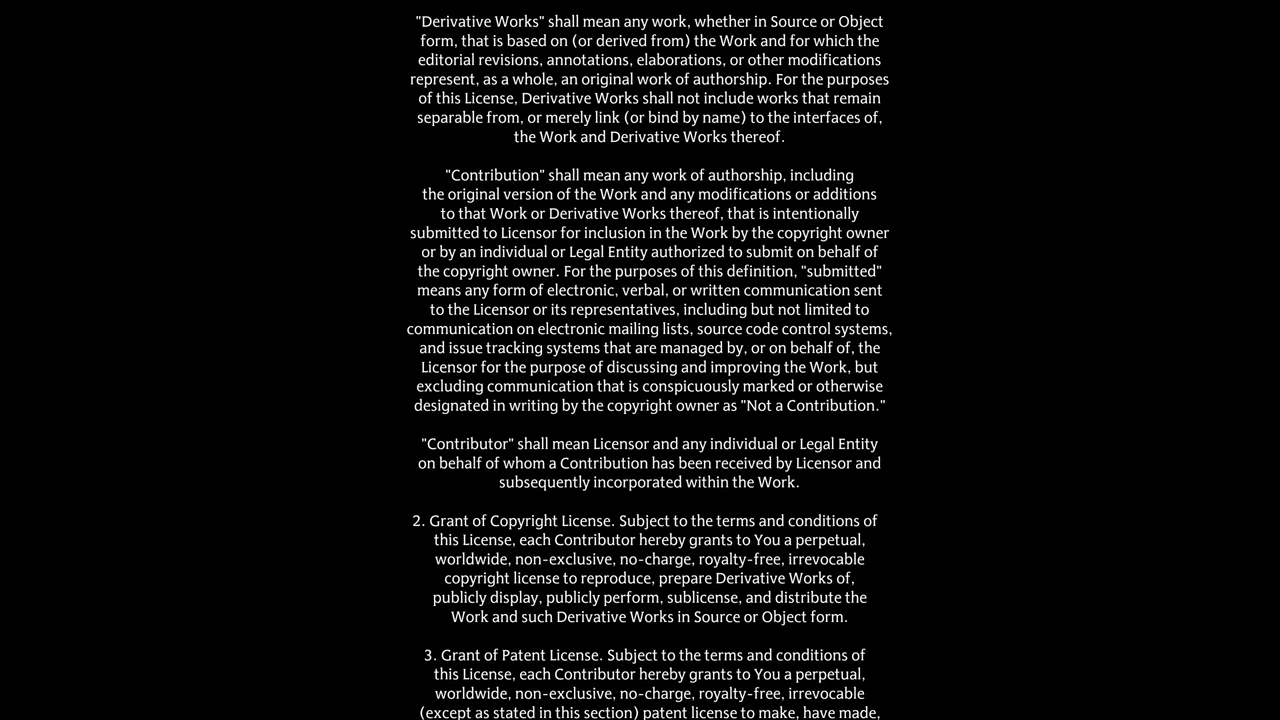 "Derivative Works" shall mean any work, whether in Source or Object
form, that is based on (or derived from) the Work and for which the
editorial revisions, annotations, elaborations, or other modifications
represent, as a whole, an original work of authorship. For the purposes
of this License, Derivative Works shall not include works that remain
separable from, or merely link (or bind by name) to the interfaces of,
the Work and Derivative Works thereof.
"Contribution" shall mean any work of authorship, including
the original version of the Work and any modifications or additions
to that Work or Derivative Works thereof, that is intentionally
submitted to Licensor for inclusion in the Work by the copyright owner
or by an individual or Legal Entity authorized to submit on behalf of
the copyright owner. For the purposes of this definition, "submitted"
means any form of electronic, verbal, or written communication sent
to the Licensor or its representatives, including but not limited to
communication on electronic mailing lists, source code control systems,
and issue tracking systems that are managed by, or on behalf of, the
Licensor for the purpose of discussing and improving the Work, but
excluding communication that is conspicuously marked or otherwise
designated in writing by the copyright owner as "Not a Contribution."
"Contributor" shall mean Licensor and any individual or Legal Entity
on behalf of whom a Contribution has been received by Licensor and
subsequently incorporated within the Work.
2. Grant of Copyright License. Subject to the terms and conditions of
this License, each Contributor hereby grants to You a perpetual,
worldwide, non-exclusive, no-charge, royalty-free, irrevocable
copyright license to reproduce, prepare Derivative Works of,
publicly display, publicly perform, sublicense, and distribute the
Work and such Derivative Works in Source or Object form.
3. Grant of Patent License. Subject to the terms and conditions of
this License, each Contributor hereby grants to You a perpetual,
worldwide, non-exclusive, no-charge, royalty-free, irrevocable
(except as stated in this section) patent license to make, have made,